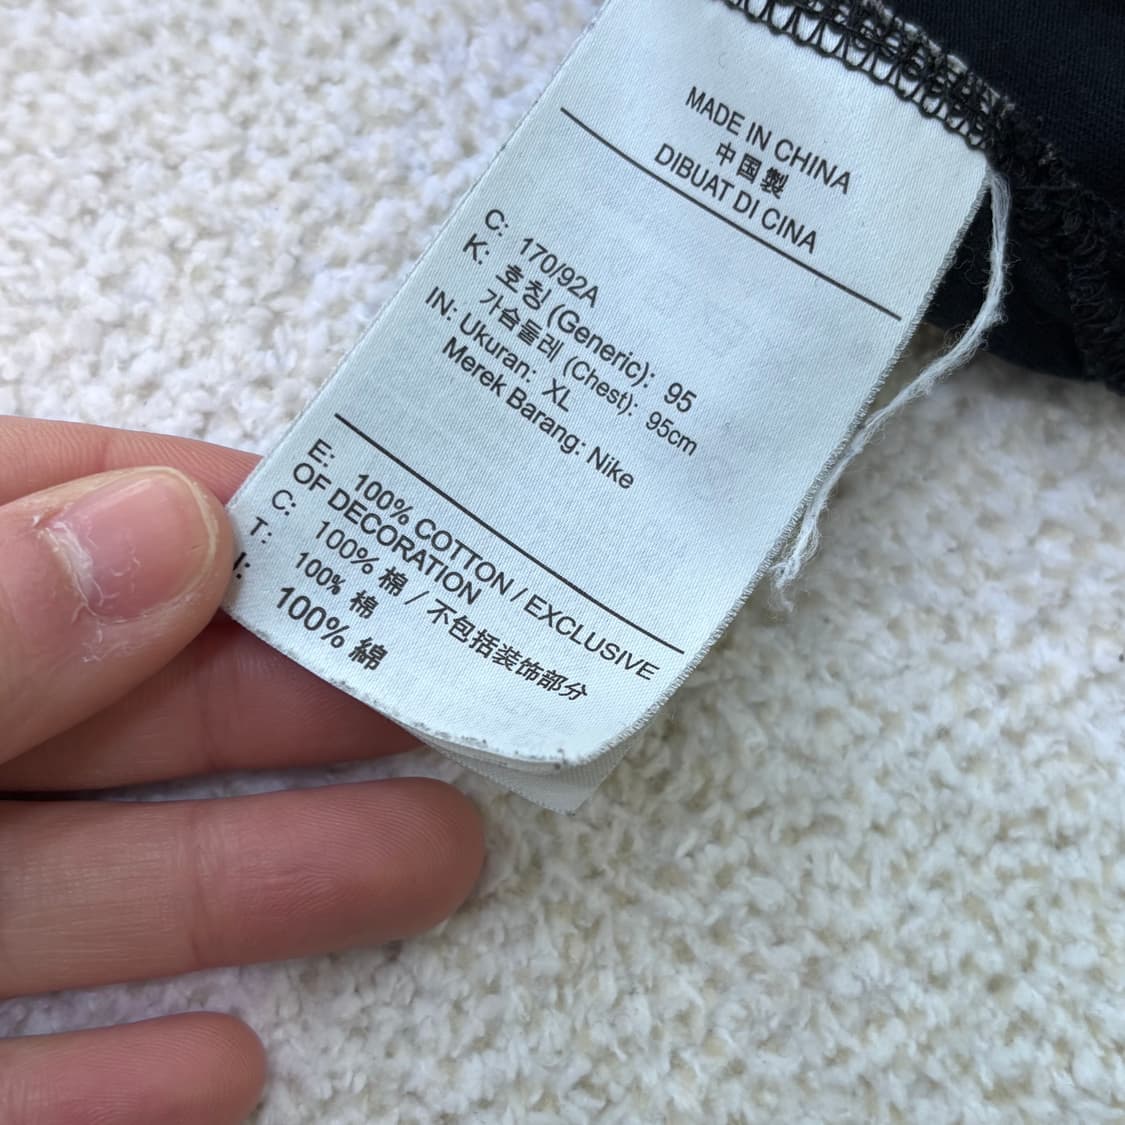 MADE IN CHINA
中国製
DIBUAT DI CINA
C: 170/92A
K: 호칭 (Generic): 95
가슴둘레 (Chest): 95cm
IN: Ukuran: XL
Merek Barang: Nike
E: 100% COTTON / EXCLUSIVE
OF DECORATION
C: 100% 棉 / 不包括装饰部分
T: 100% 棉
J: 100% 綿